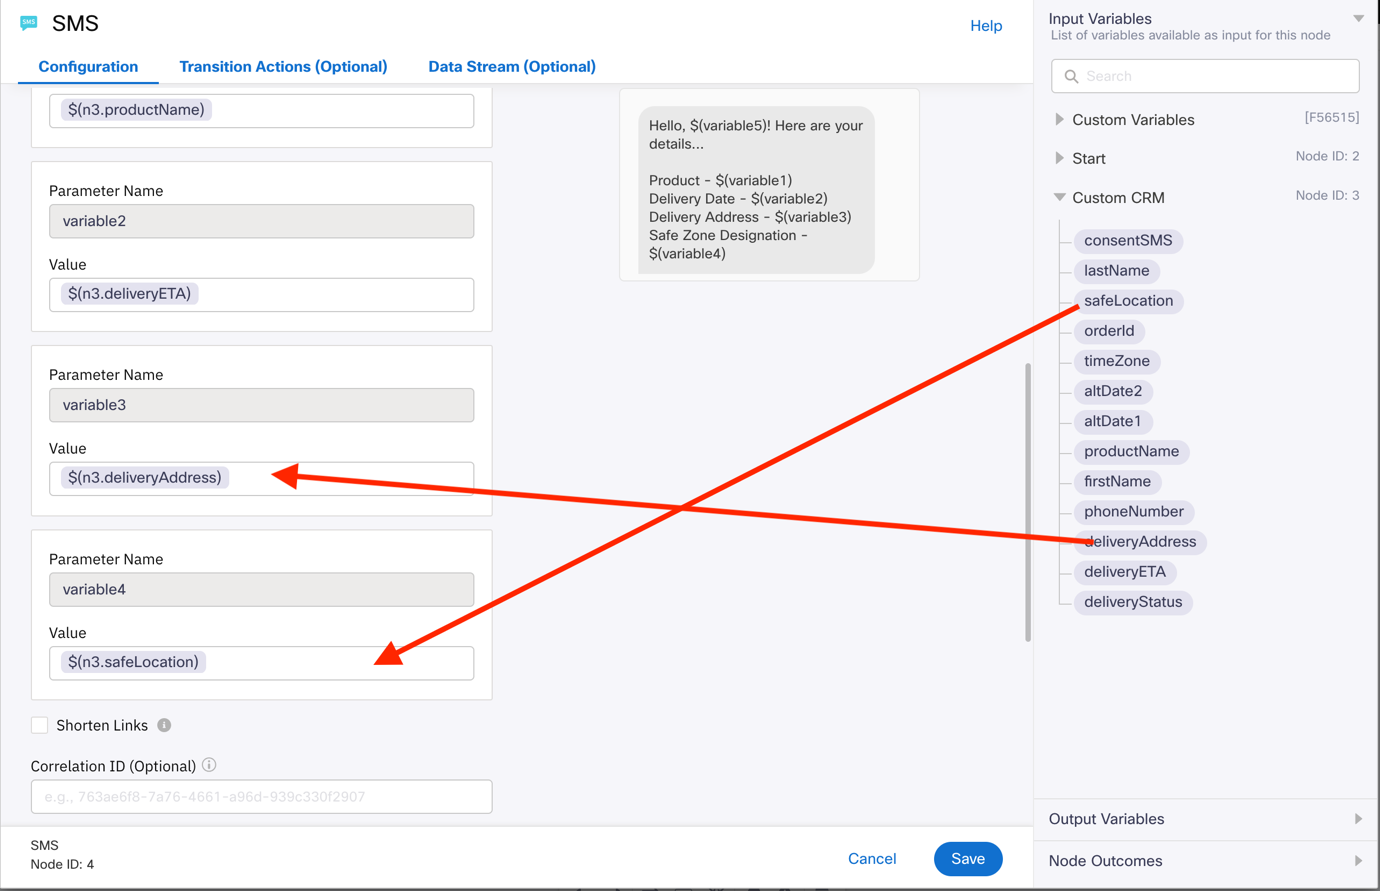 SMS
SMS
Help
Configuration
Transition Actions (Optional)
Data Stream (Optional)
$(n3.productName)
Parameter Name
variable2
Value
$(n3.deliveryETA)
Parameter Name
variable3
Value
$(n3.deliveryAddress)
Parameter Name
variable4
Value
$(n3.safeLocation)
Shorten Links
Correlation ID (Optional)
e.g., 763ae6f8-7a76-4661-a96d-939c330f2907
Hello, $(variable5)! Here are your
details...
Product - $(variable1)
Delivery Date - $(variable2)
Delivery Address - $(variable3)
Safe Zone Designation -
$(variable4)
SMS
Node ID: 4
Cancel
Save
Input Variables
List of variables available as input for this node
Search
Custom Variables
[F56515]
Start
Node ID: 2
Custom CRM
Node ID: 3
consentSMS
lastName
safeLocation
orderId
timeZone
altDate2
altDate1
productName
firstName
phoneNumber
deliveryAddress
deliveryETA
deliveryStatus
Output Variables
Node Outcomes